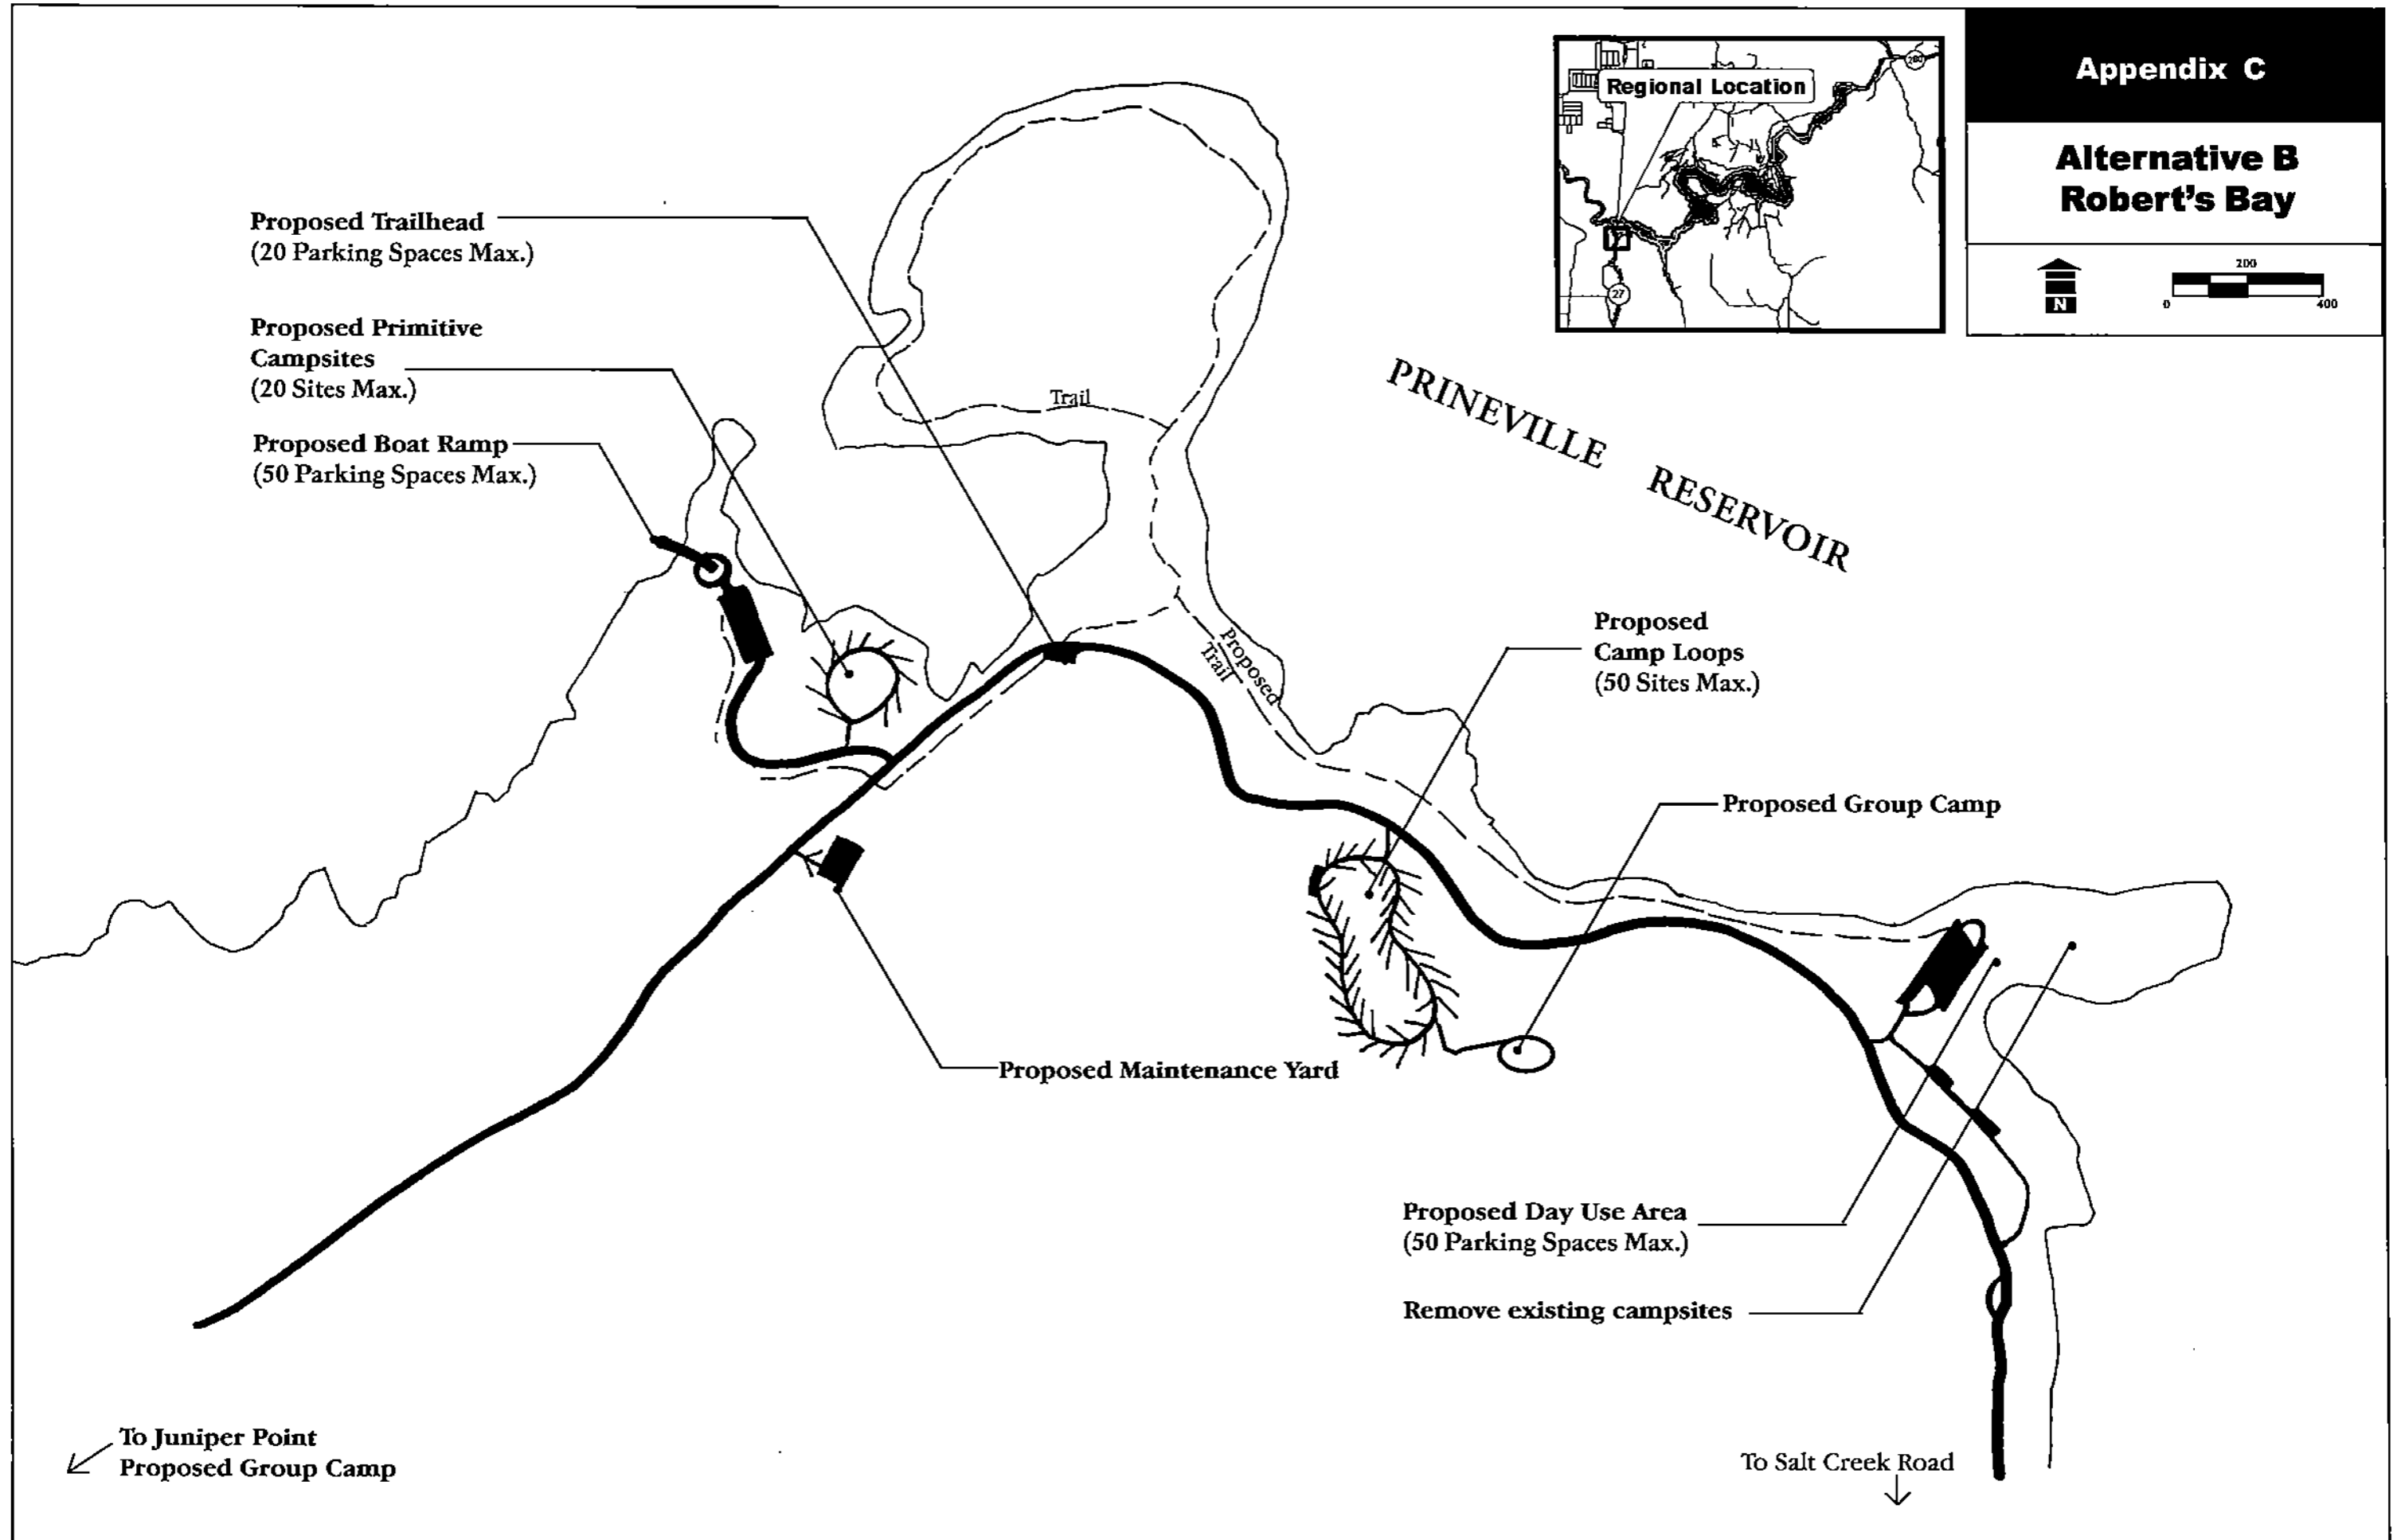 Appendix C
Alternative B
Robert's Bay
N
200
0
400
Regional Location
27
Proposed Trailhead
(20 Parking Spaces Max.)
Proposed Primitive
Campsites
(20 Sites Max.)
Proposed Boat Ramp
(50 Parking Spaces Max.)
Trail
PRINEVILLE RESERVOIR
Proposed
Trail
Proposed
Camp Loops
(50 Sites Max.)
Proposed Group Camp
Proposed Maintenance Yard
Proposed Day Use Area
(50 Parking Spaces Max.)
Remove existing campsites
To Juniper Point
Proposed Group Camp
To Salt Creek Road